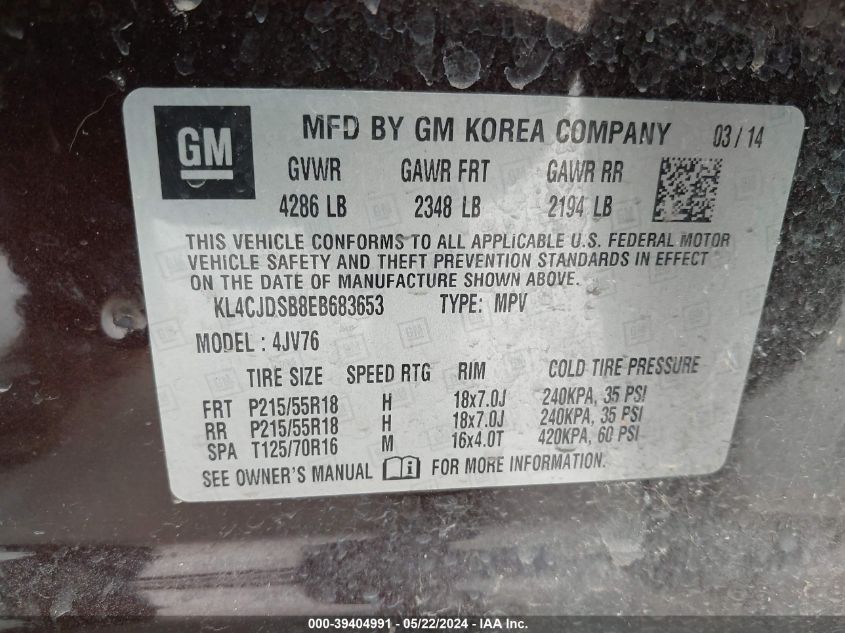 GM MFD BY GM KOREA COMPANY 03/14
GVWR GAWR FRT GAWR RR
4286 LB 2348 LB 2194 LB
THIS VEHICLE CONFORMS TO ALL APPLICABLE U.S. FEDERAL MOTOR
VEHICLE SAFETY AND THEFT PREVENTION STANDARDS IN EFFECT
ON THE DATE OF MANUFACTURE SHOWN ABOVE.
KL4CJDSB8EB683653 TYPE: MPV
MODEL : 4JV76
TIRE SIZE SPEED RTG RIM COLD TIRE PRESSURE
FRT P215/55R18 H 18x7.0J 240KPA, 35 PSI
RR P215/55R18 H 18x7.0J 240KPA, 35 PSI
SPA T125/70R16 M 16x4.0T 420KPA, 60 PSI
SEE OWNER'S MANUAL FOR MORE INFORMATION.
000-39404991 - 05/22/2024 - IAA Inc.